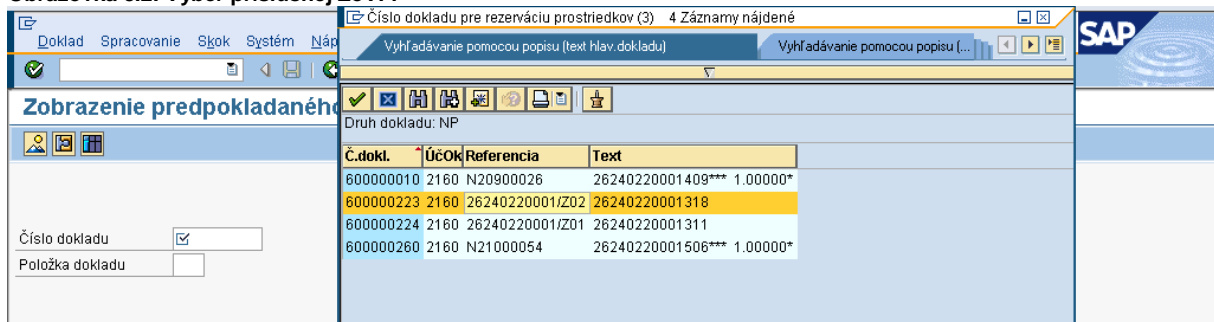 Číslo dokladu pre rezerváciu prostriedkov (3) 4 Záznamy nájdené
Doklad Spracovanie Skok Systém Náp
Vyhľadávanie pomocou popisu (text hlav.dokladu) Vyhľadávanie pomocou popisu (...
SAP
Zobrazenie predpokladaného
Druh dokladu: NP
Č.dokl. ÚčOk Referencia Text
600000010 2160 N20900026 26240220001409*** 1.00000*
600000223 2160 26240220001/Z02 26240220001318
600000224 2160 26240220001/Z01 26240220001311
600000260 2160 N21000054 26240220001506*** 1.00000*
Číslo dokladu
Položka dokladu